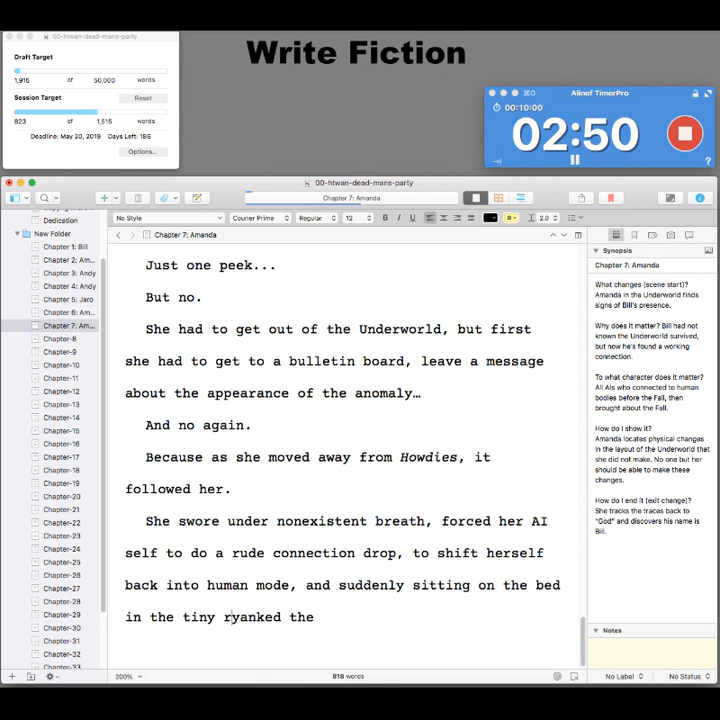 00-htwan-dead-mans-party
Write Fiction
Draft Target
1,915 of 50,000 words
Session Target
Reset
823 of 1,515 words
Deadline: May 20, 2019 Days Left: 186
Options...
⌘0 Alinof TimerPro
00:10:00
02:50
?
00-htwan-dead-mans-party
Chapter 7: Amanda
No Style Courier Prime Regular 12 B I U a 2.0
Chapter 7: Amanda
Dedication
New Folder
Chapter 1: Bill
Chapter 2: Am...
Chapter 3: Andy
Chapter 4: Andy
Chapter 5: Jaro
Chapter 6: Am...
Chapter 7: Am...
Chapter-8
Chapter-9
Chapter-10
Chapter-11
Chapter-12
Chapter-13
Chapter-14
Chapter-15
Chapter-16
Chapter-17
Chapter-18
Chapter-19
Chapter-20
Chapter-21
Chapter-22
Chapter-23
Chapter-24
Chapter-25
Chapter-26
Chapter-27
Chapter-28
Chapter-29
Chapter-30
Chapter-31
Chapter-32
Chapter-33
Just one peek...
But no.
She had to get out of the Underworld, but first
she had to get to a bulletin board, leave a message
about the appearance of the anomaly…
And no again.
Because as she moved away from Howdies, it
followed her.
She swore under nonexistent breath, forced her AI
self to do a rude connection drop, to shift herself
back into human mode, and suddenly sitting on the bed
in the tiny ryanked the
200% 818 words
Synopsis
Chapter 7: Amanda
What changes (scene start)?
Amanda in the Underworld finds
signs of Bill's presence.
Why does it matter? Bill had not
known the Underworld survived,
but now he's found a working
connection.
To what character does it matter?
All AIs who connected to human
bodies before the Fall, then
brought about the Fall.
How do I show it?
Amanda locates physical changes
in the layout of the Underworld that
she did not make. No one but her
should be able to make these
changes.
How do I end it (exit change)?
She tracks the traces back to
"God" and discovers his name is
Bill.
Notes
No Label No Status